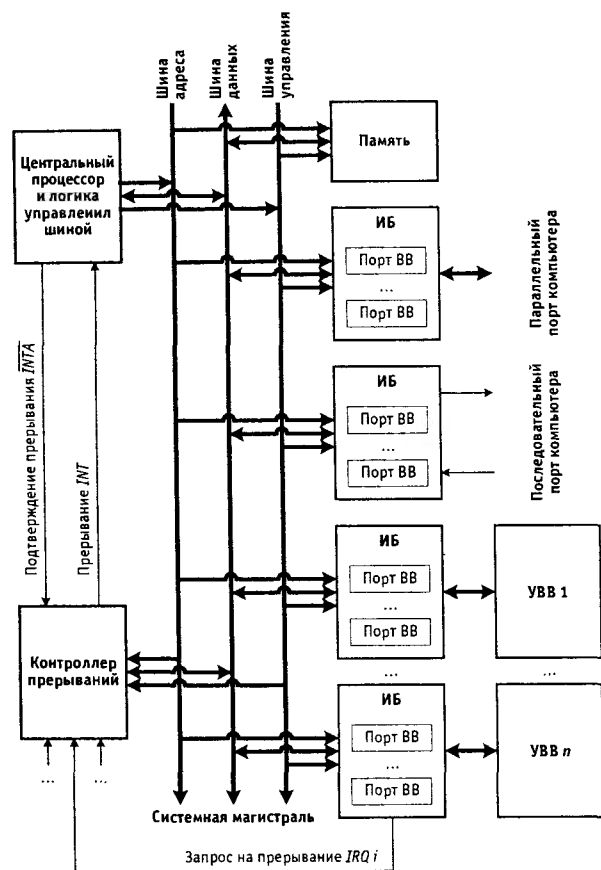 Шина
адреса
Шина
данных
Шина
управления
Память
Центральный
процессор
и логика
управленил
шиной
ИБ
Порт ВВ
...
Порт ВВ
Параллельный
порт компьютера
ИБ
Порт ВВ
...
Порт ВВ
Последовательный
порт компьютера
Подтверждение прерывания INTA
Прерывание INT
ИБ
Порт ВВ
...
Порт ВВ
УВВ 1
Контроллер
прерываний
...
...
ИБ
Порт ВВ
...
Порт ВВ
УВВ n
...
...
Системная магистраль
Запрос на прерывание IRQ i